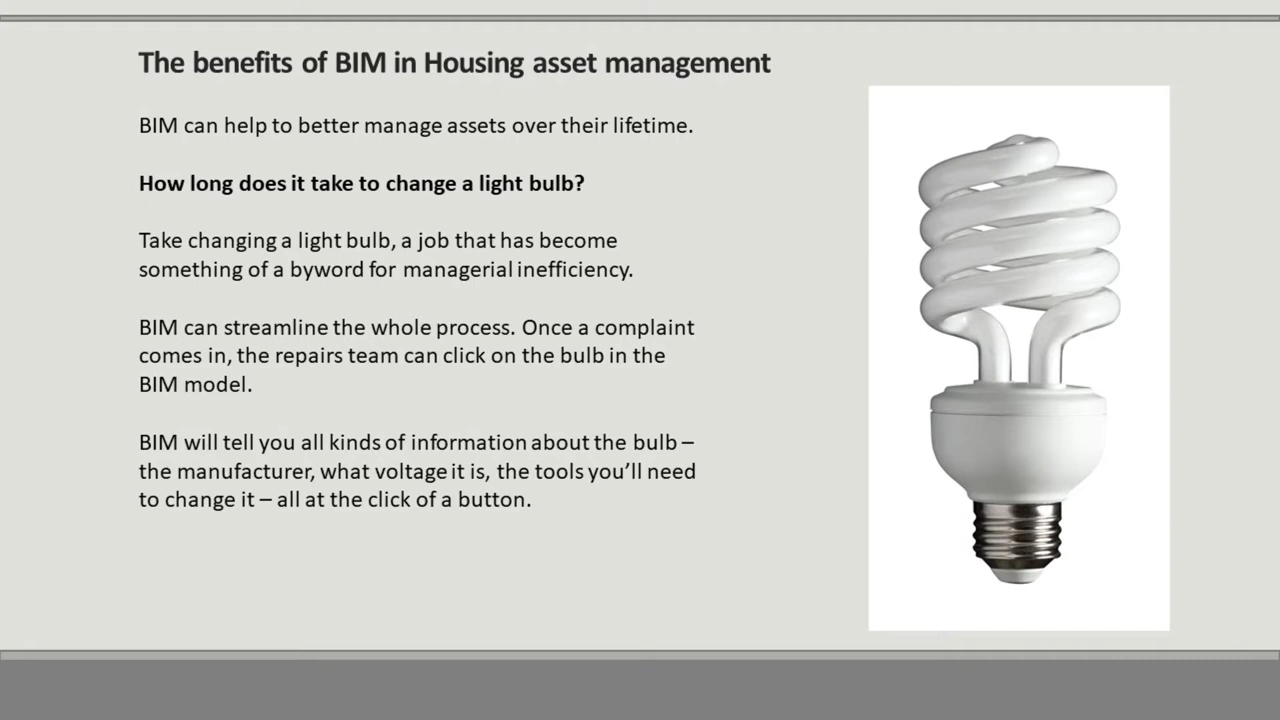 The benefits of BIM in Housing asset management
BIM can help to better manage assets over their lifetime.
How long does it take to change a light bulb?
Take changing a light bulb, a job that has become
something of a byword for managerial inefficiency.
BIM can streamline the whole process. Once a complaint
comes in, the repairs team can click on the bulb in the
BIM model.
BIM will tell you all kinds of information about the bulb –
the manufacturer, what voltage it is, the tools you’ll need
to change it – all at the click of a button.